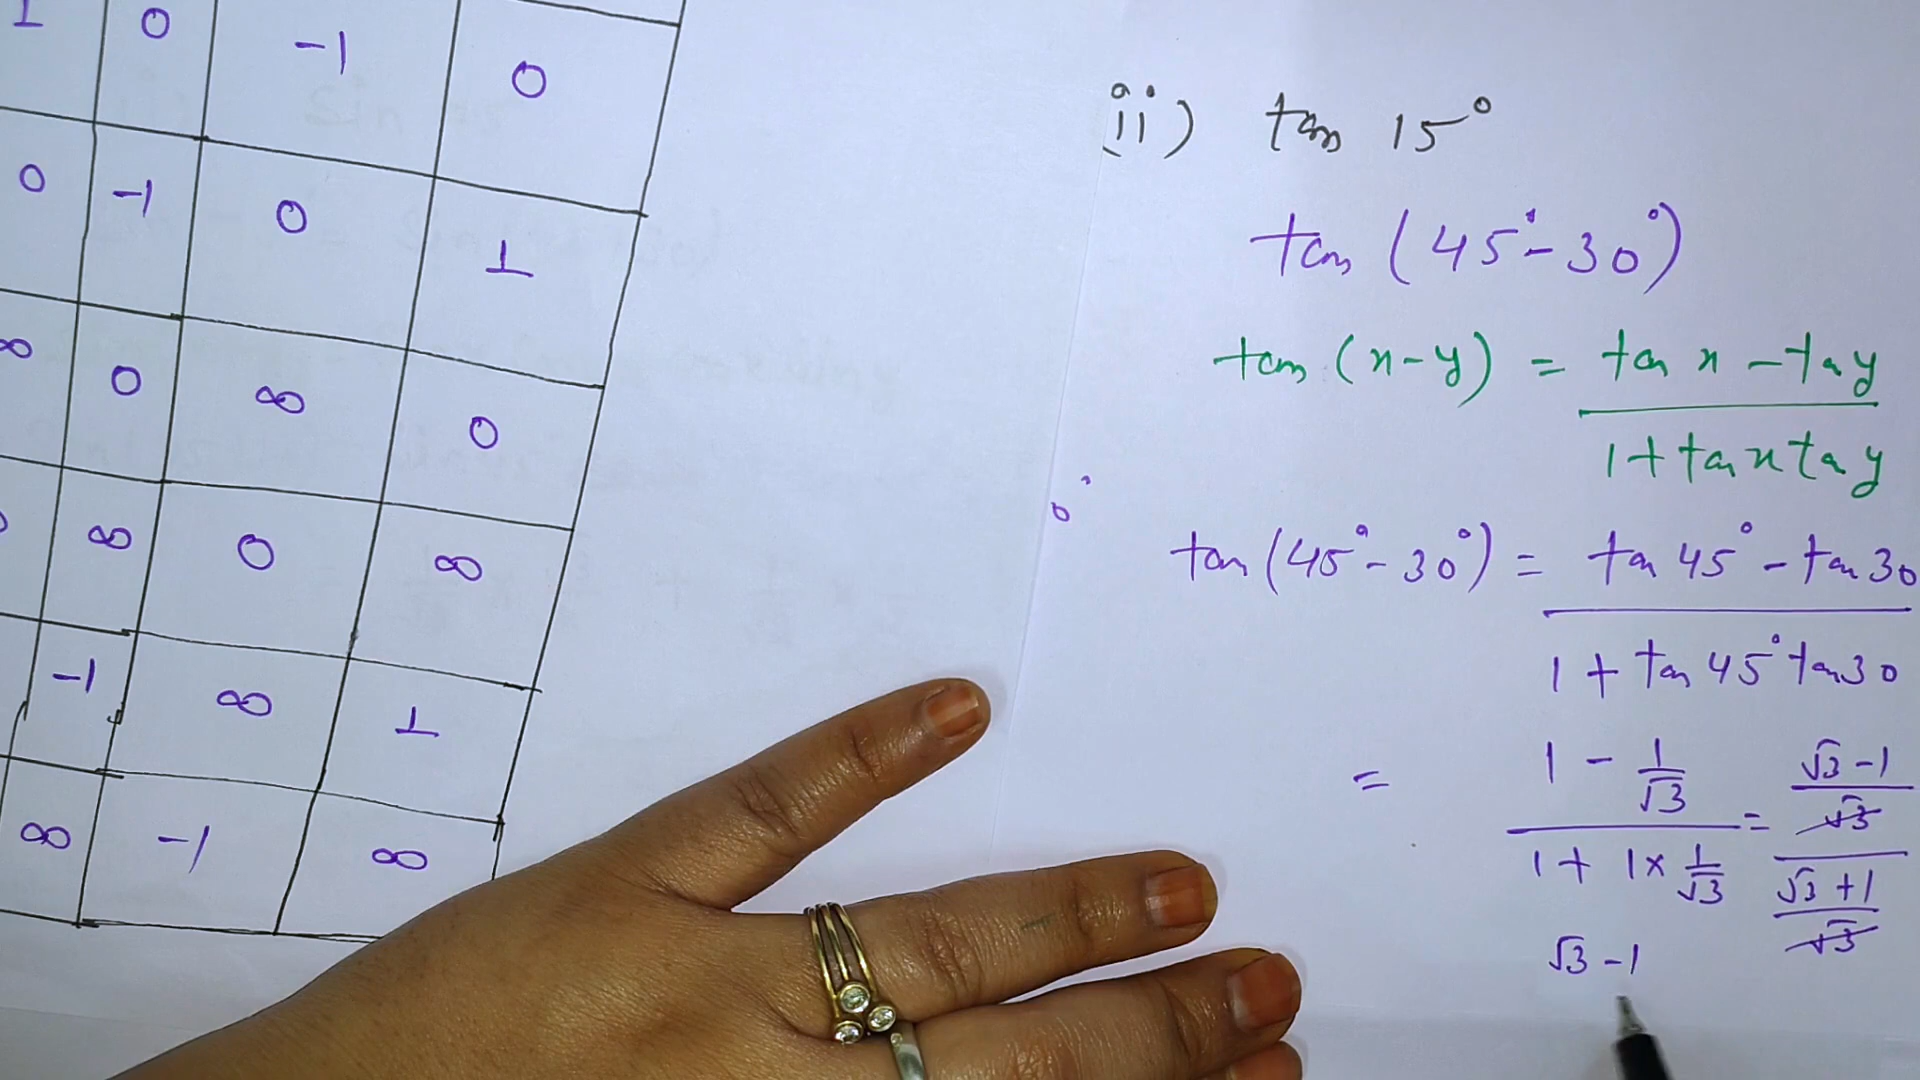 1 0 -1 0
0 -1 0 1
∞ 0 ∞ 0
∞ 0 ∞
-1 ∞ 1
∞ -1 ∞
(ii) tan 15°
tan (45° - 30°)
tan (x-y) = tan x - tan y
1 + tan x tan y
tan (45° - 30°) = tan 45° - tan 30
1 + tan 45° tan 30
= 1 - 1/√3 = √3 - 1
√3
1 + 1 × 1/√3 √3 + 1
√3
√3 - 1